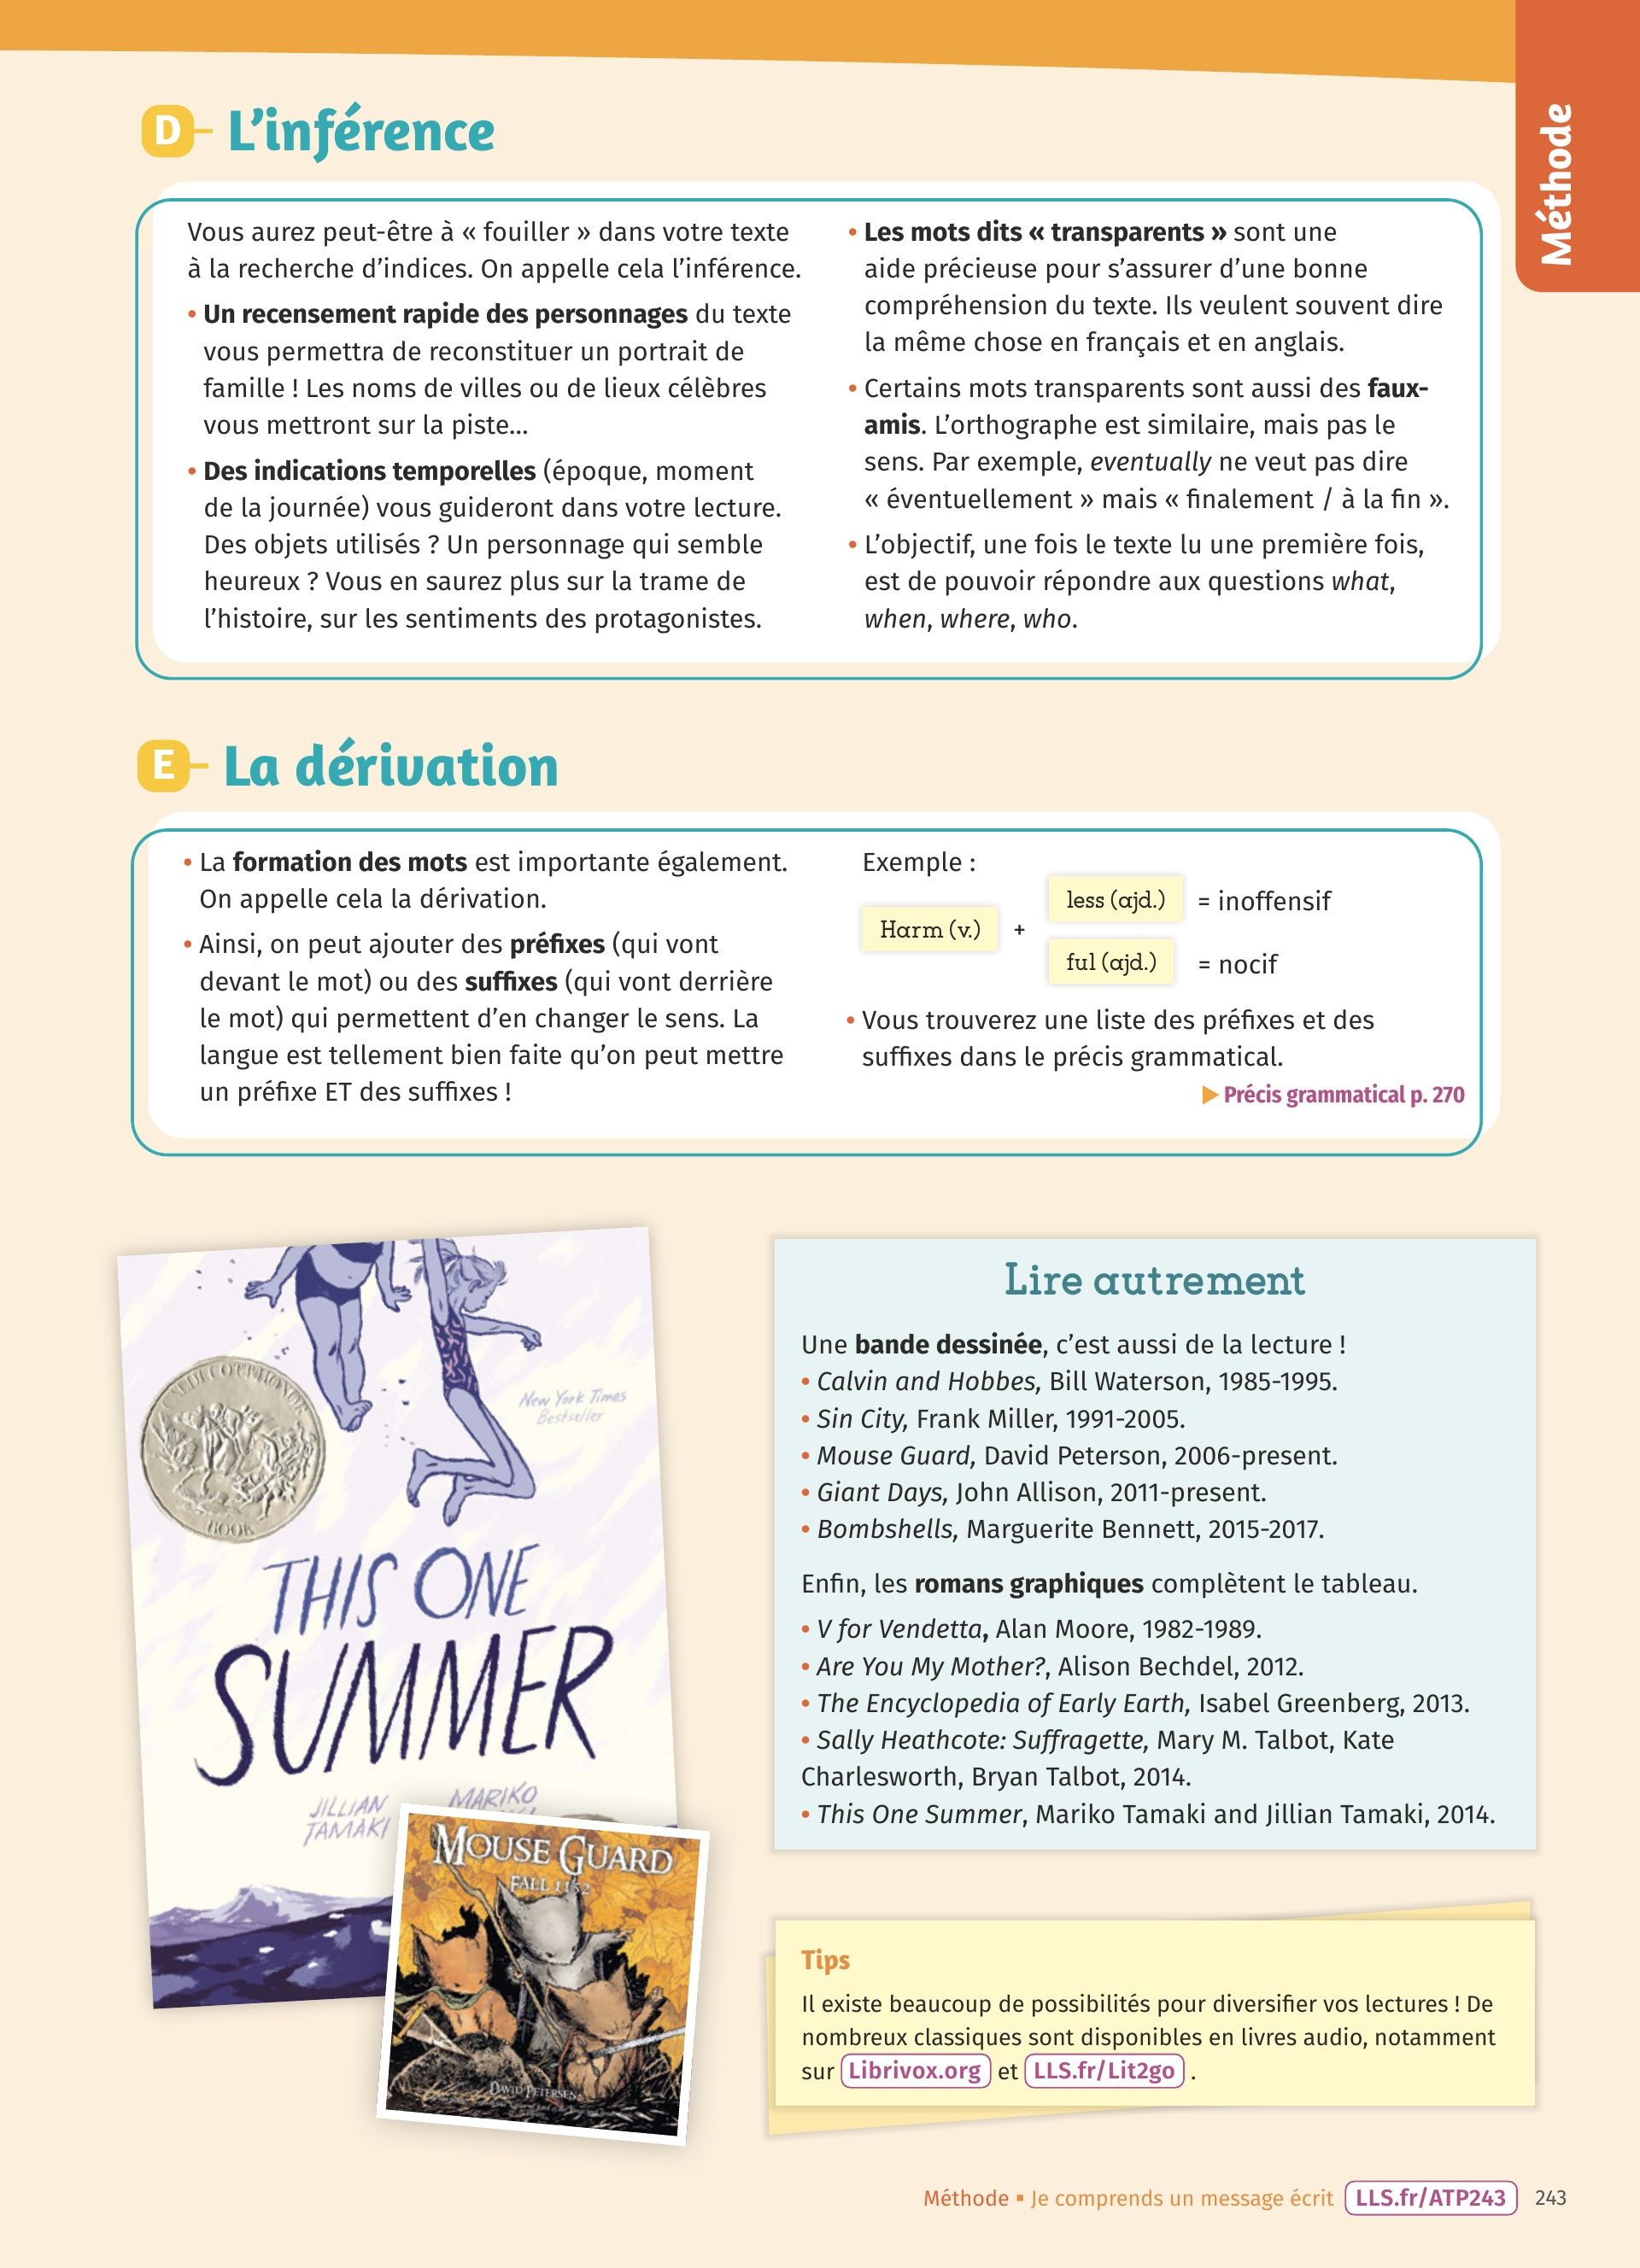 Méthode
D
L'inférence
Vous aurez peut-être à « fouiller » dans votre texte
à la recherche d'indices. On appelle cela l'inférence.
• Un recensement rapide des personnages du texte
vous permettra de reconstituer un portrait de
famille ! Les noms de villes ou de lieux célèbres
vous mettront sur la piste...
• Des indications temporelles (époque, moment
de la journée) vous guideront dans votre lecture.
Des objets utilisés ? Un personnage qui semble
heureux ? Vous en saurez plus sur la trame de
l'histoire, sur les sentiments des protagonistes.
• Les mots dits « transparents » sont une
aide précieuse pour s'assurer d'une bonne
compréhension du texte. Ils veulent souvent dire
la même chose en français et en anglais.
• Certains mots transparents sont aussi des faux-
amis. L'orthographe est similaire, mais pas le
sens. Par exemple, eventually ne veut pas dire
« éventuellement » mais « finalement / à la fin ».
• L'objectif, une fois le texte lu une première fois,
est de pouvoir répondre aux questions what,
when, where, who.
E
La dérivation
• La formation des mots est importante également.
On appelle cela la dérivation.
• Ainsi, on peut ajouter des préfixes (qui vont
devant le mot) ou des suffixes (qui vont derrière
le mot) qui permettent d'en changer le sens. La
langue est tellement bien faite qu'on peut mettre
un préfixe ET des suffixes !
Exemple :
Harm (v.) +
less (ajd.) = inoffensif
ful (ajd.) = nocif
• Vous trouverez une liste des préfixes et des
suffixes dans le précis grammatical.
Précis grammatical p. 270
CALDECOTT HONOR
BOOK
New York Times
Bestseller
THIS ONE
SUMMER
JILLIAN
TAMAKI
MARIKO
MOUSE GUARD
FALL 1152
DAVID PETERSEN
Lire autrement
Une bande dessinée, c'est aussi de la lecture !
• Calvin and Hobbes, Bill Waterson, 1985-1995.
• Sin City, Frank Miller, 1991-2005.
• Mouse Guard, David Peterson, 2006-present.
• Giant Days, John Allison, 2011-present.
• Bombshells, Marguerite Bennett, 2015-2017.
Enfin, les romans graphiques complètent le tableau.
• V for Vendetta, Alan Moore, 1982-1989.
• Are You My Mother?, Alison Bechdel, 2012.
• The Encyclopedia of Early Earth, Isabel Greenberg, 2013.
• Sally Heathcote: Suffragette, Mary M. Talbot, Kate
Charlesworth, Bryan Talbot, 2014.
• This One Summer, Mariko Tamaki and Jillian Tamaki, 2014.
Tips
Il existe beaucoup de possibilités pour diversifier vos lectures ! De
nombreux classiques sont disponibles en livres audio, notamment
sur Librivox.org et LLS.fr/Lit2go .
Méthode ▪ Je comprends un message écrit LLS.fr/ATP243 243